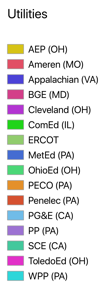 Utilities
AEP (OH)
Ameren (MO)
Appalachian (VA)
BGE (MD)
Cleveland (OH)
ComEd (IL)
ERCOT
MetEd (PA)
OhioEd (OH)
PECO (PA)
Penelec (PA)
PG&E (CA)
PP (PA)
SCE (CA)
ToledoEd (OH)
WPP (PA)